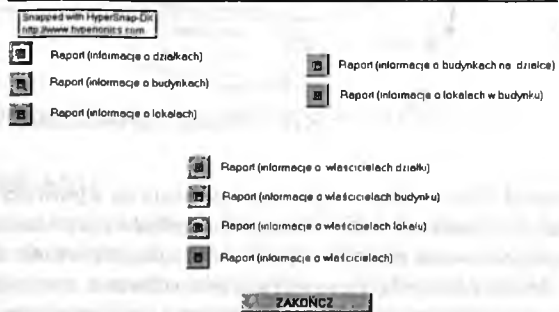 Snapped with HyperSnap-DX
http://www.hyperionics.com
Raport (informacje o działkach)
Raport (informacje o budynkach)
Raport (informacje o lokalach)
Raport (informacje o budynkach na działce)
Raport (informacje o lokalach w budynku)
Raport (informacje o właścicielach działki)
Raport (informacje o właścicielach budynku)
Raport (informacje o właścicielach lokalu)
Raport (informacje o właścicielach)
ZAKOŃCZ